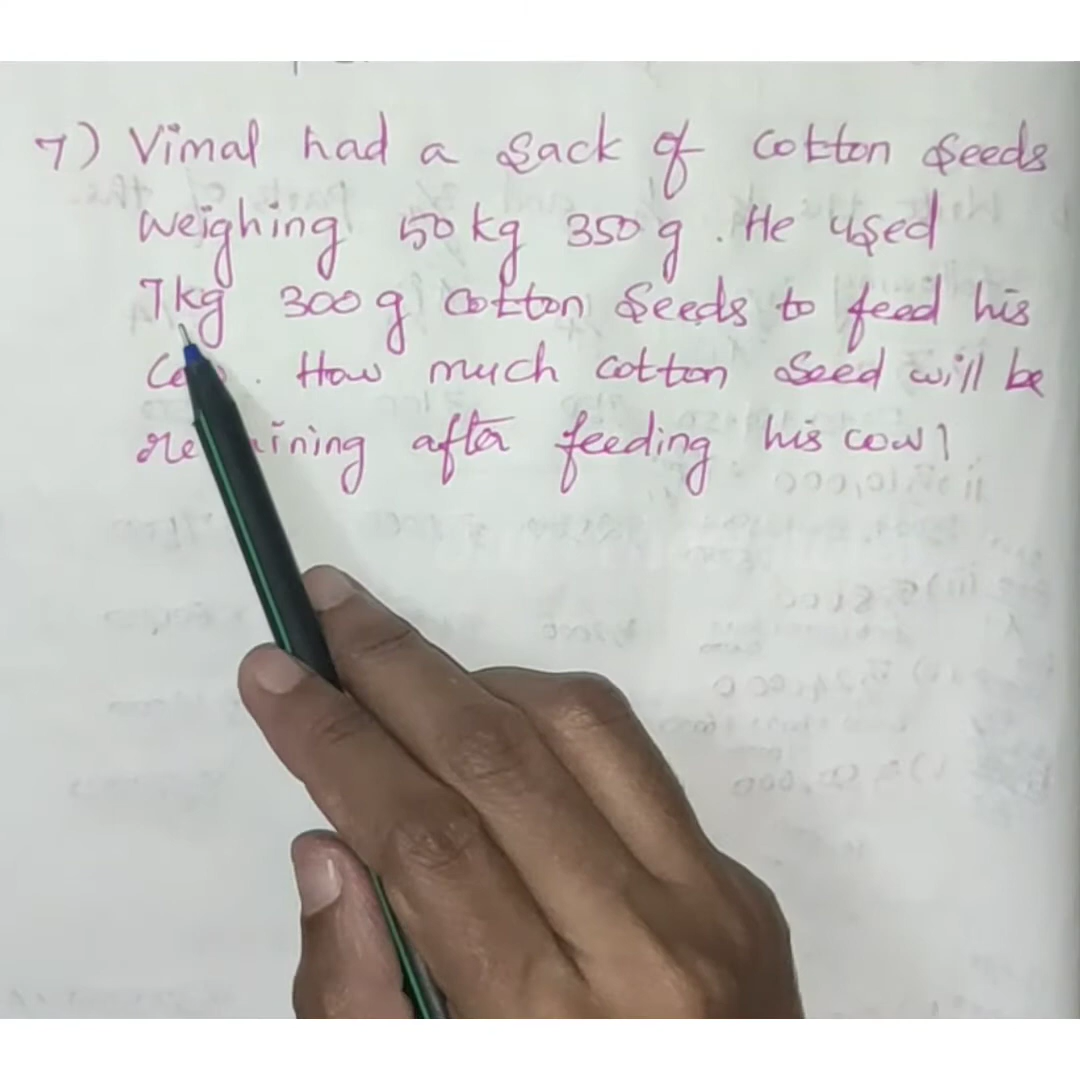 7) Vimal had a sack of cotton seeds
weighing 50 kg 350 g. He used
7kg 300 g cotton seeds to feed his
. How much cotton seed will be
after feeding his cow?